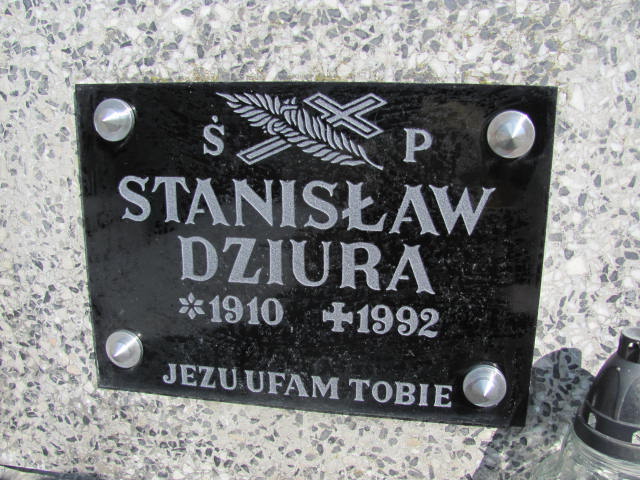 Ś P
STANISŁAW
DZIURA
*1910 ✝1992
JEZU UFAM TOBIE